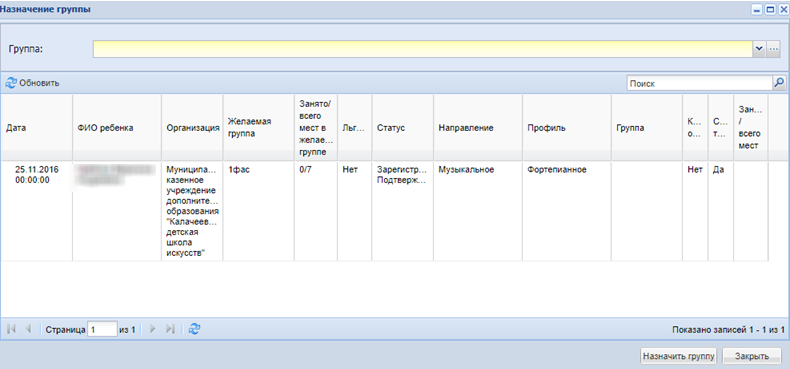 Назначение группы
Группа:
Обновить
Поиск
Дата
ФИО ребенка
Организация
Желаемая
группа
Занято/
всего
мест в
желае...
группе
Льг...
Статус
Направление
Профиль
Группа
К...
о...
С...
т...
Зан...
/
всего
мест
25.11.2016
00:00:00
Муниципа...
казенное
учреждение
дополните...
образования
"Калачеев...
детская
школа
искусств"
1фас
0/7
Нет
Зарегистр...
Подтверж...
Музыкальное
Фортепианное
Нет
Да
Страница 1 из 1
Показано записей 1 - 1 из 1
Назначить группу
Закрыть